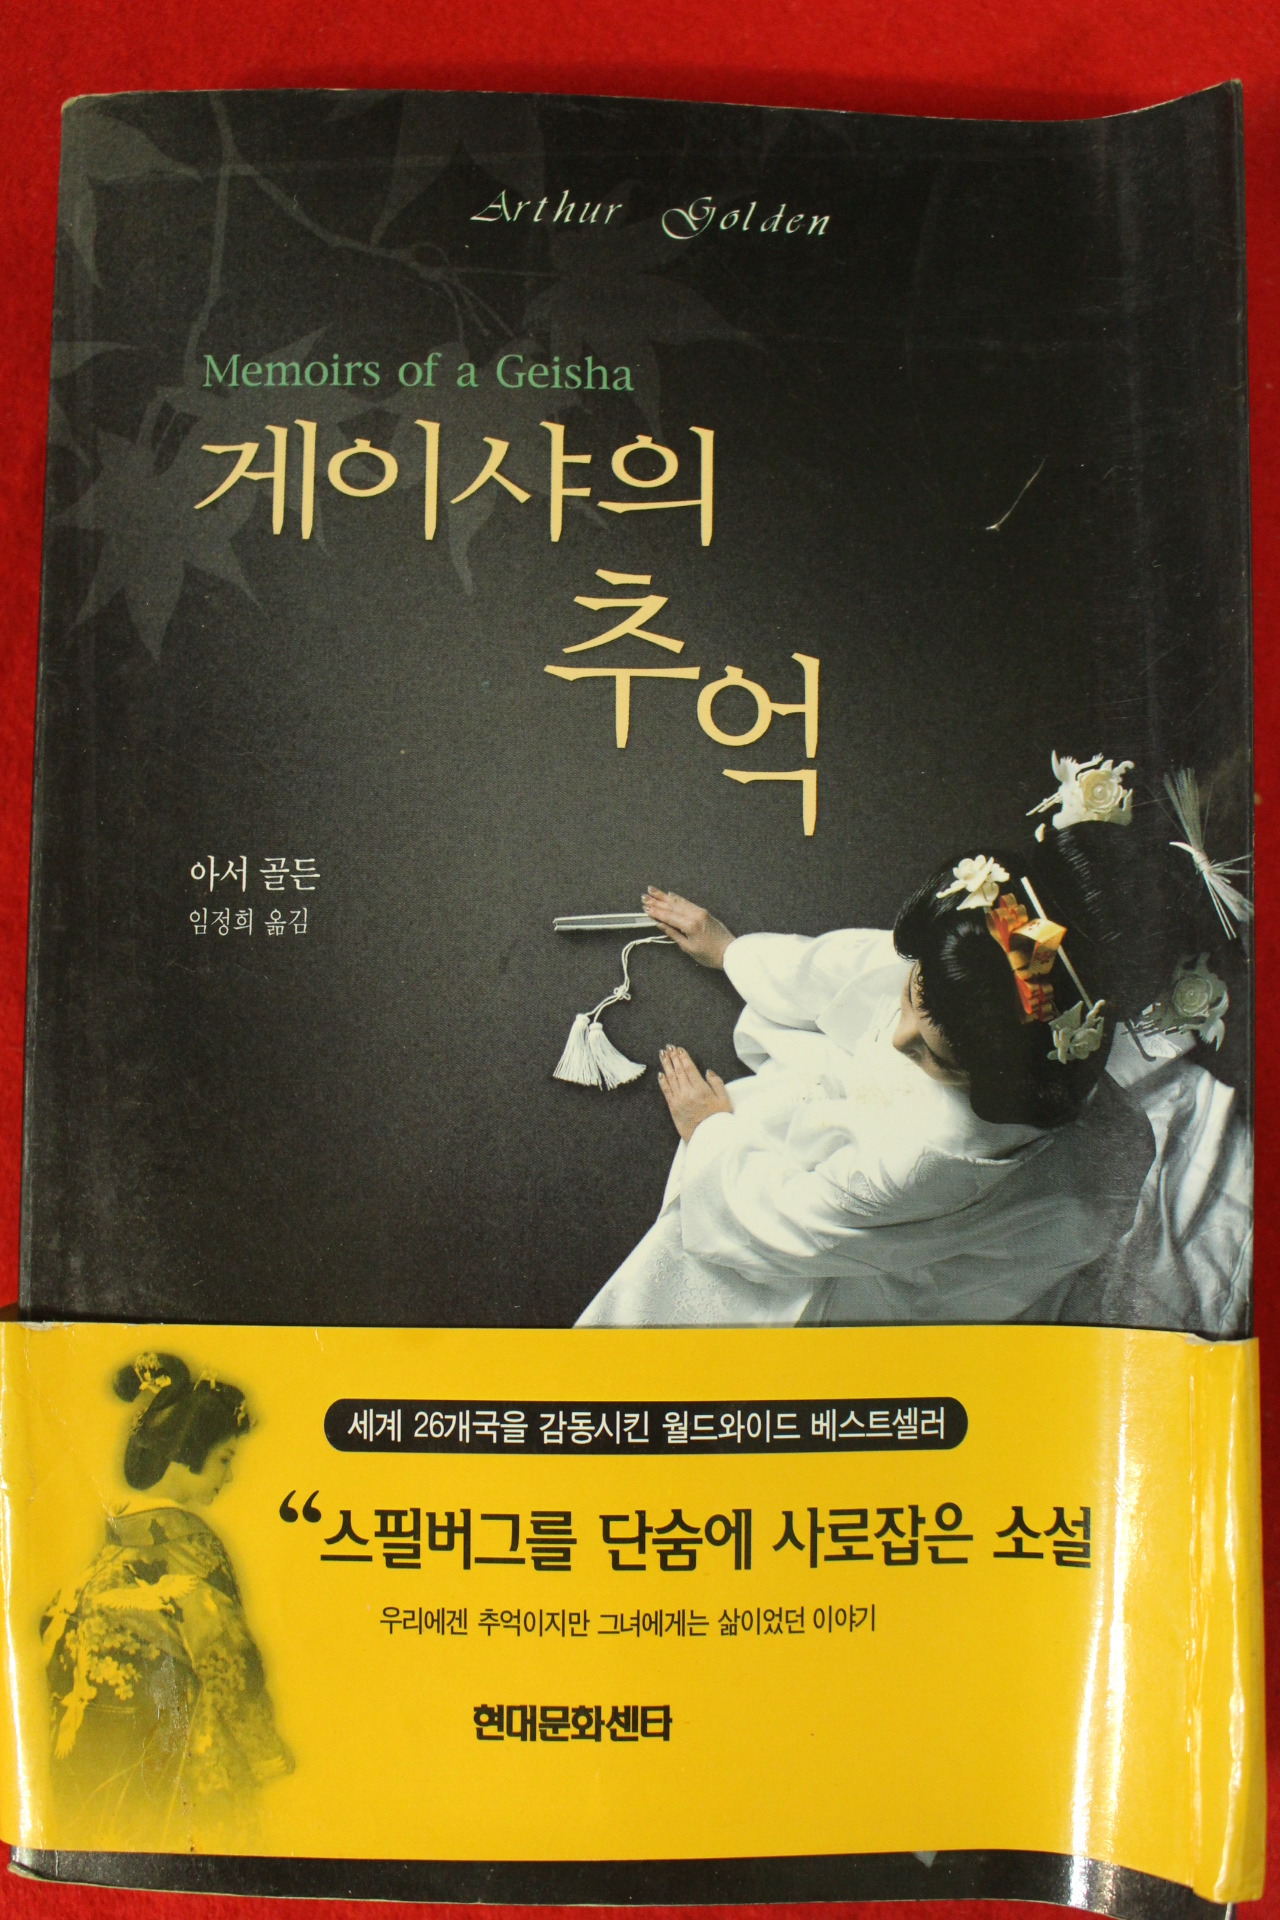 Arthur Golden
Memoirs of a Geisha
게이샤의
추억
아서 골든
임정희 옮김
세계 26개국을 감동시킨 월드와이드 베스트셀러
“스필버그를 단숨에 사로잡은 소설
우리에겐 추억이지만 그녀에게는 삶이었던 이야기
현대문화센타